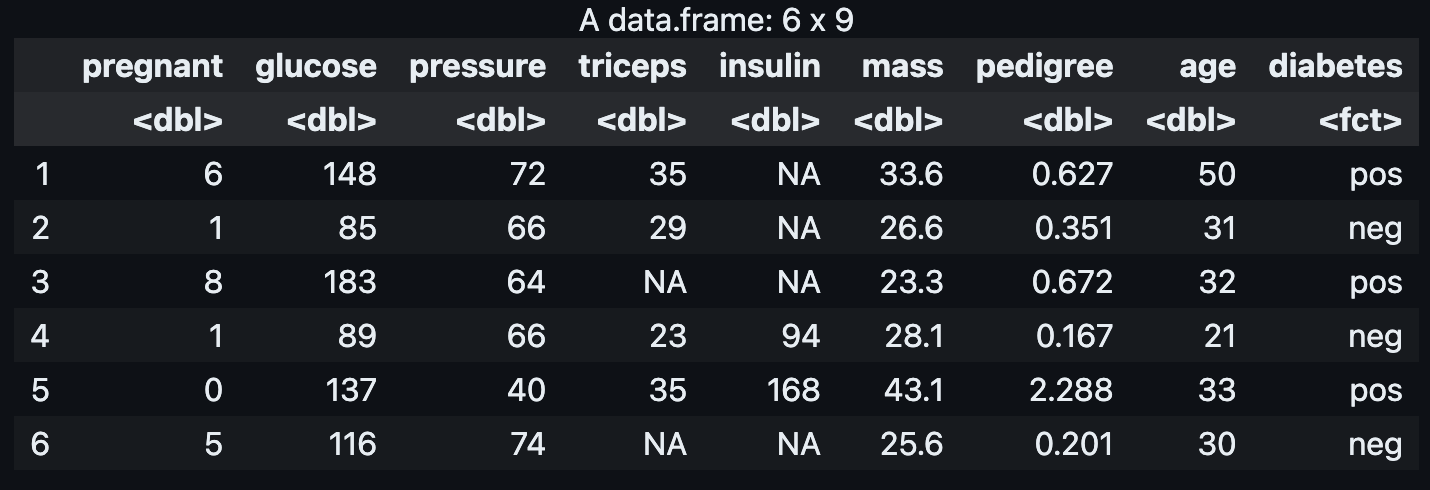 A data.frame: 6 x 9
pregnant glucose pressure triceps insulin mass pedigree age diabetes
<dbl> <dbl> <dbl> <dbl> <dbl> <dbl> <dbl> <dbl> <fct>
1 6 148 72 35 NA 33.6 0.627 50 pos
2 1 85 66 29 NA 26.6 0.351 31 neg
3 8 183 64 NA NA 23.3 0.672 32 pos
4 1 89 66 23 94 28.1 0.167 21 neg
5 0 137 40 35 168 43.1 2.288 33 pos
6 5 116 74 NA NA 25.6 0.201 30 neg